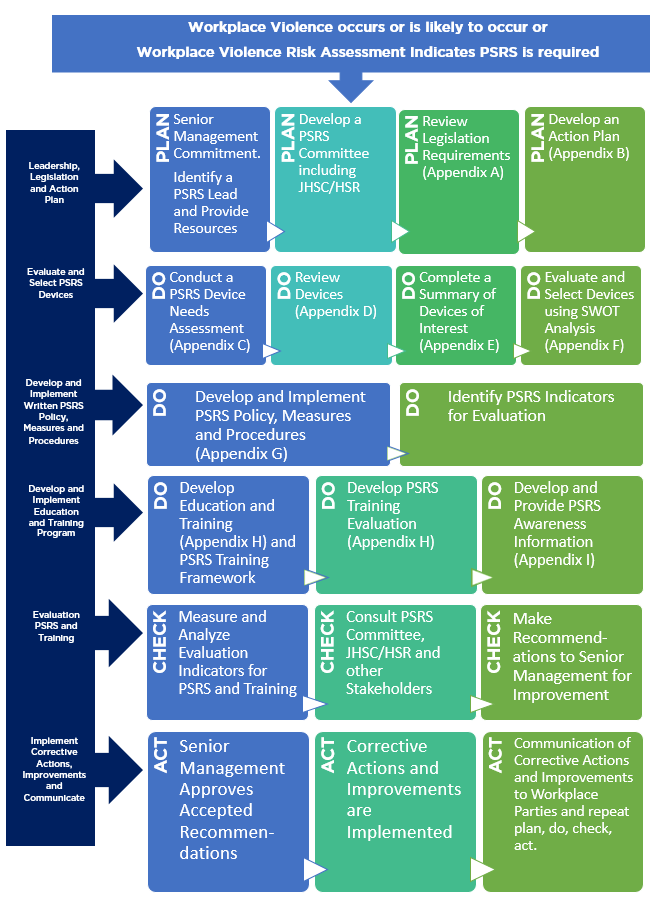 Workplace Violence occurs or is likely to occur or
Workplace Violence Risk Assessment Indicates PSRS is required
Leadership,
Legislation
and Action
Plan
PLAN
Senior
Management
Commitment.
Identify a
PSRS Lead
and Provide
Resources
PLAN
Develop a
PSRS
Committee
including
JHSC/HSR
PLAN
Review
Legislation
Requirements
(Appendix A)
PLAN
Develop an
Action Plan
(Appendix B)
Evaluate and
Select PSRS
Devices
DO
Conduct a
PSRS Device
Needs
Assessment
(Appendix C)
DO
Review
Devices
(Appendix D)
DO
Complete a
Summary of
Devices of
Interest
(Appendix E)
DO
Evaluate and
Select Devices
using SWOT
Analysis
(Appendix F)
Develop and
Implement
Written PSRS
Policy,
Measures and
Procedures
DO
Develop and Implement
PSRS Policy, Measures
and Procedures
(Appendix G)
DO
Identify PSRS Indicators
for Evaluation
Develop and
Implement
Education
and Training
Program
DO
Develop
Education and
Training
(Appendix H) and
PSRS Training
Framework
DO
Develop PSRS
Training
Evaluation
(Appendix H)
DO
Develop and
Provide PSRS
Awareness
Information
(Appendix I)
Evaluation
PSRS and
Training
CHECK
Measure and
Analyze
Evaluation
Indicators for
PSRS and Training
CHECK
Consult PSRS
Committee,
JHSC/HSR and
other
Stakeholders
CHECK
Make
Recommend-
ations to Senior
Management for
Improvement
Implement
Corrective
Actions,
Improvements
and
Communicate
ACT
Senior
Management
Approves
Accepted
Recommen-
dations
ACT
Corrective
Actions and
Improvements
are
Implemented
ACT
Communication of
Corrective Actions
and Improvements
to Workplace
Parties and repeat
plan, do, check,
act.